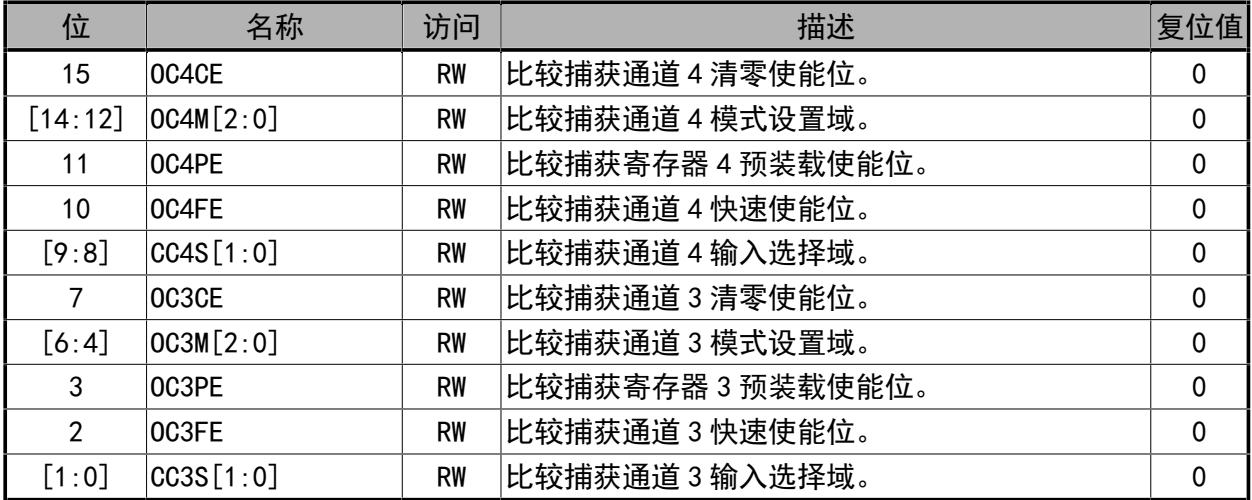 位 名称 访问 描述 复位值
15 OC4CE RW 比较捕获通道 4 清零使能位。 0
[14:12] OC4M[2:0] RW 比较捕获通道 4 模式设置域。 0
11 OC4PE RW 比较捕获寄存器 4 预装载使能位。 0
10 OC4FE RW 比较捕获通道 4 快速使能位。 0
[9:8] CC4S[1:0] RW 比较捕获通道 4 输入选择域。 0
7 OC3CE RW 比较捕获通道 3 清零使能位。 0
[6:4] OC3M[2:0] RW 比较捕获通道 3 模式设置域。 0
3 OC3PE RW 比较捕获寄存器 3 预装载使能位。 0
2 OC3FE RW 比较捕获通道 3 快速使能位。 0
[1:0] CC3S[1:0] RW 比较捕获通道 3 输入选择域。 0